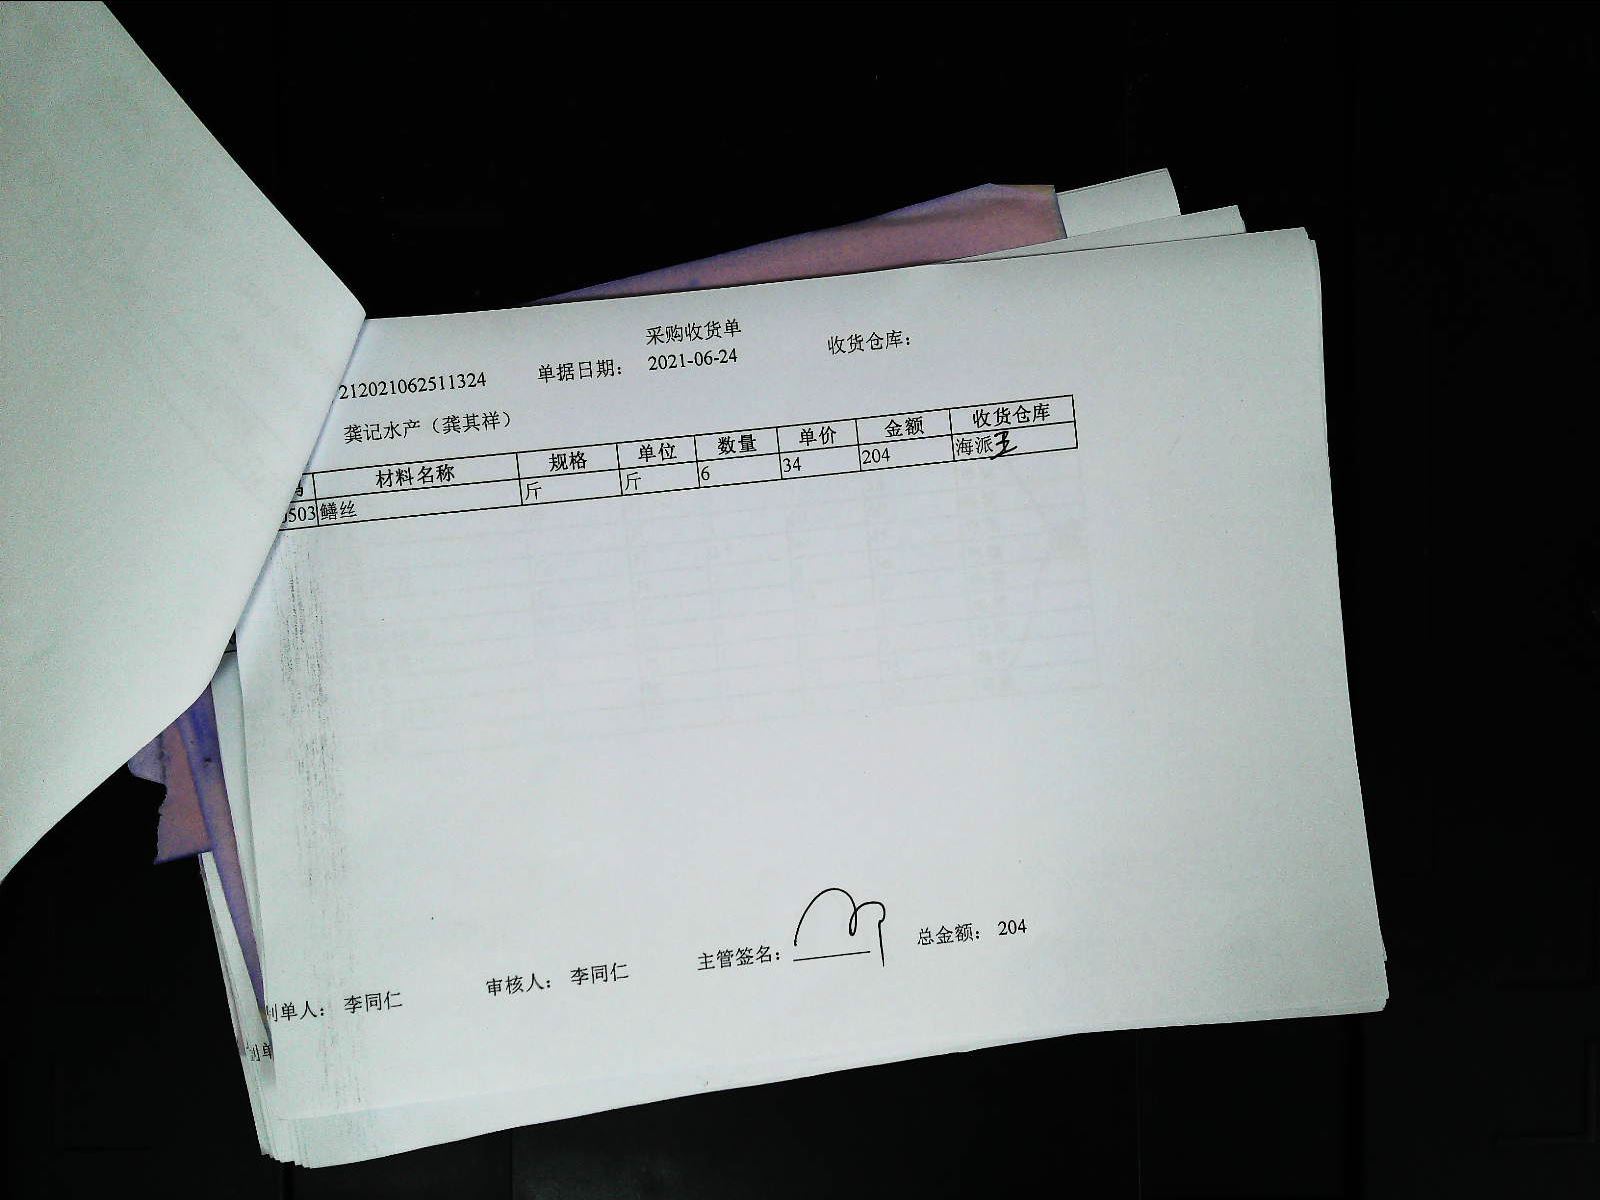 采购收货单
212021062511324 单据日期： 2021-06-24 收货仓库：
龚记水产（龚其祥）
材料名称 规格 单位 数量 单价 金额 收货仓库
503 鳝丝 斤 斤 6 34 204 海派王
制单人： 李同仁 审核人： 李同仁 主管签名： 总金额： 204
制单